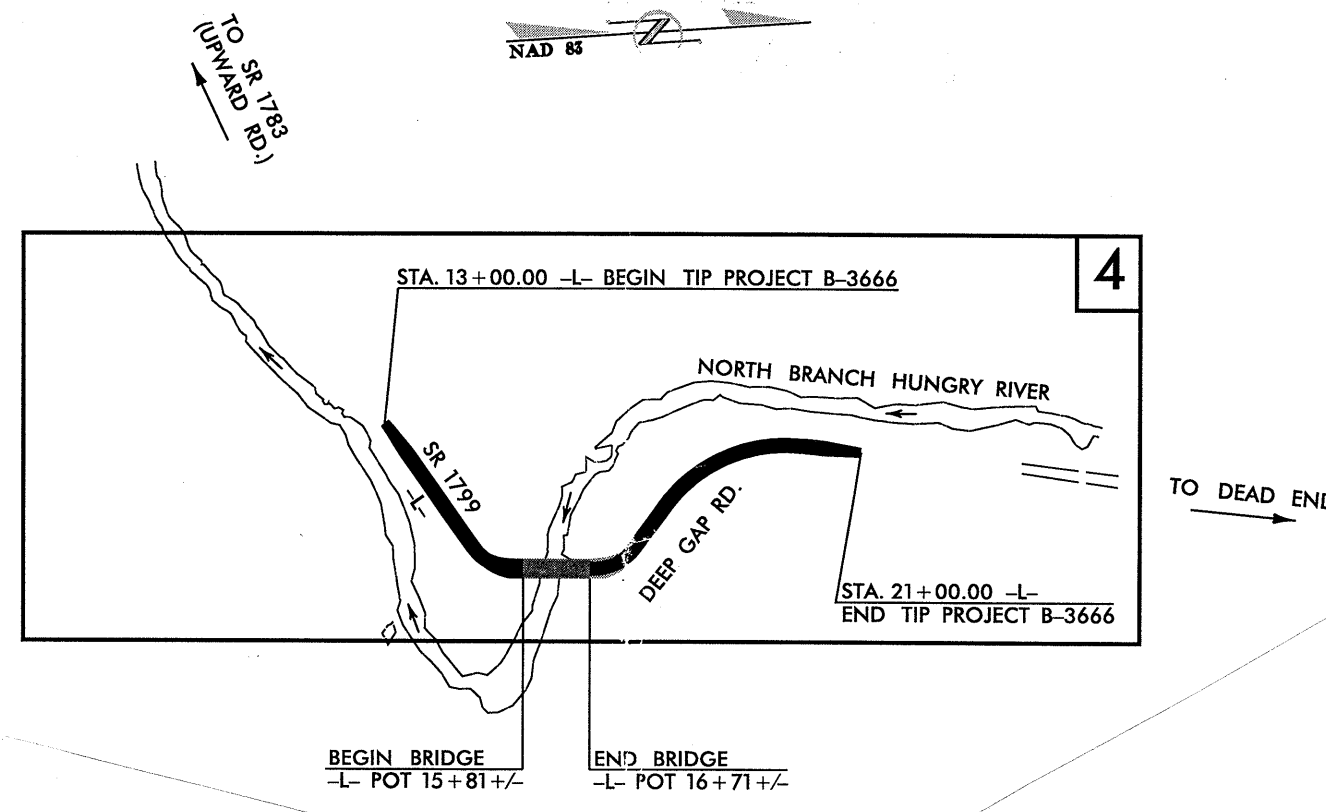 NAD 83
TO SR 1783
(UPWARD RD.)
4
STA. 13+00.00 –L– BEGIN TIP PROJECT B–3666
NORTH BRANCH HUNGRY RIVER
SR 1799
–L–
DEEP GAP RD.
TO DEAD END
STA. 21+00.00 –L–
END TIP PROJECT B–3666
BEGIN BRIDGE
–L– POT 15+81+/–
END BRIDGE
–L– POT 16+71+/–